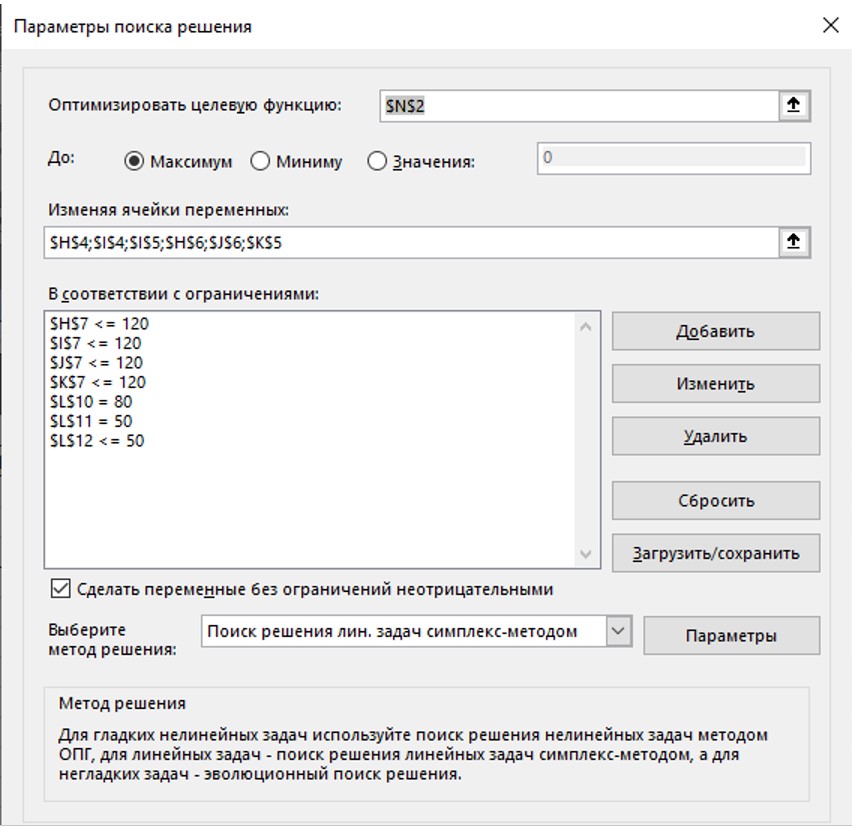 Параметры поиска решения
Оптимизировать целевую функцию: $N$2
До: Максимум Миниму Значения: 0
Изменяя ячейки переменных:
$H$4;$I$4;$I$5;$H$6;$J$6;$K$5
В соответствии с ограничениями:
$H$7 <= 120
$I$7 <= 120
$J$7 <= 120
$K$7 <= 120
$L$10 = 80
$L$11 = 50
$L$12 <= 50
Добавить
Изменить
Удалить
Сбросить
Загрузить/сохранить
Сделать переменные без ограничений неотрицательными
Выберите
метод решения:
Поиск решения лин. задач симплекс-методом
Параметры
Метод решения
Для гладких нелинейных задач используйте поиск решения нелинейных задач методом
ОПГ, для линейных задач - поиск решения линейных задач симплекс-методом, а для
негладких задач - эволюционный поиск решения.